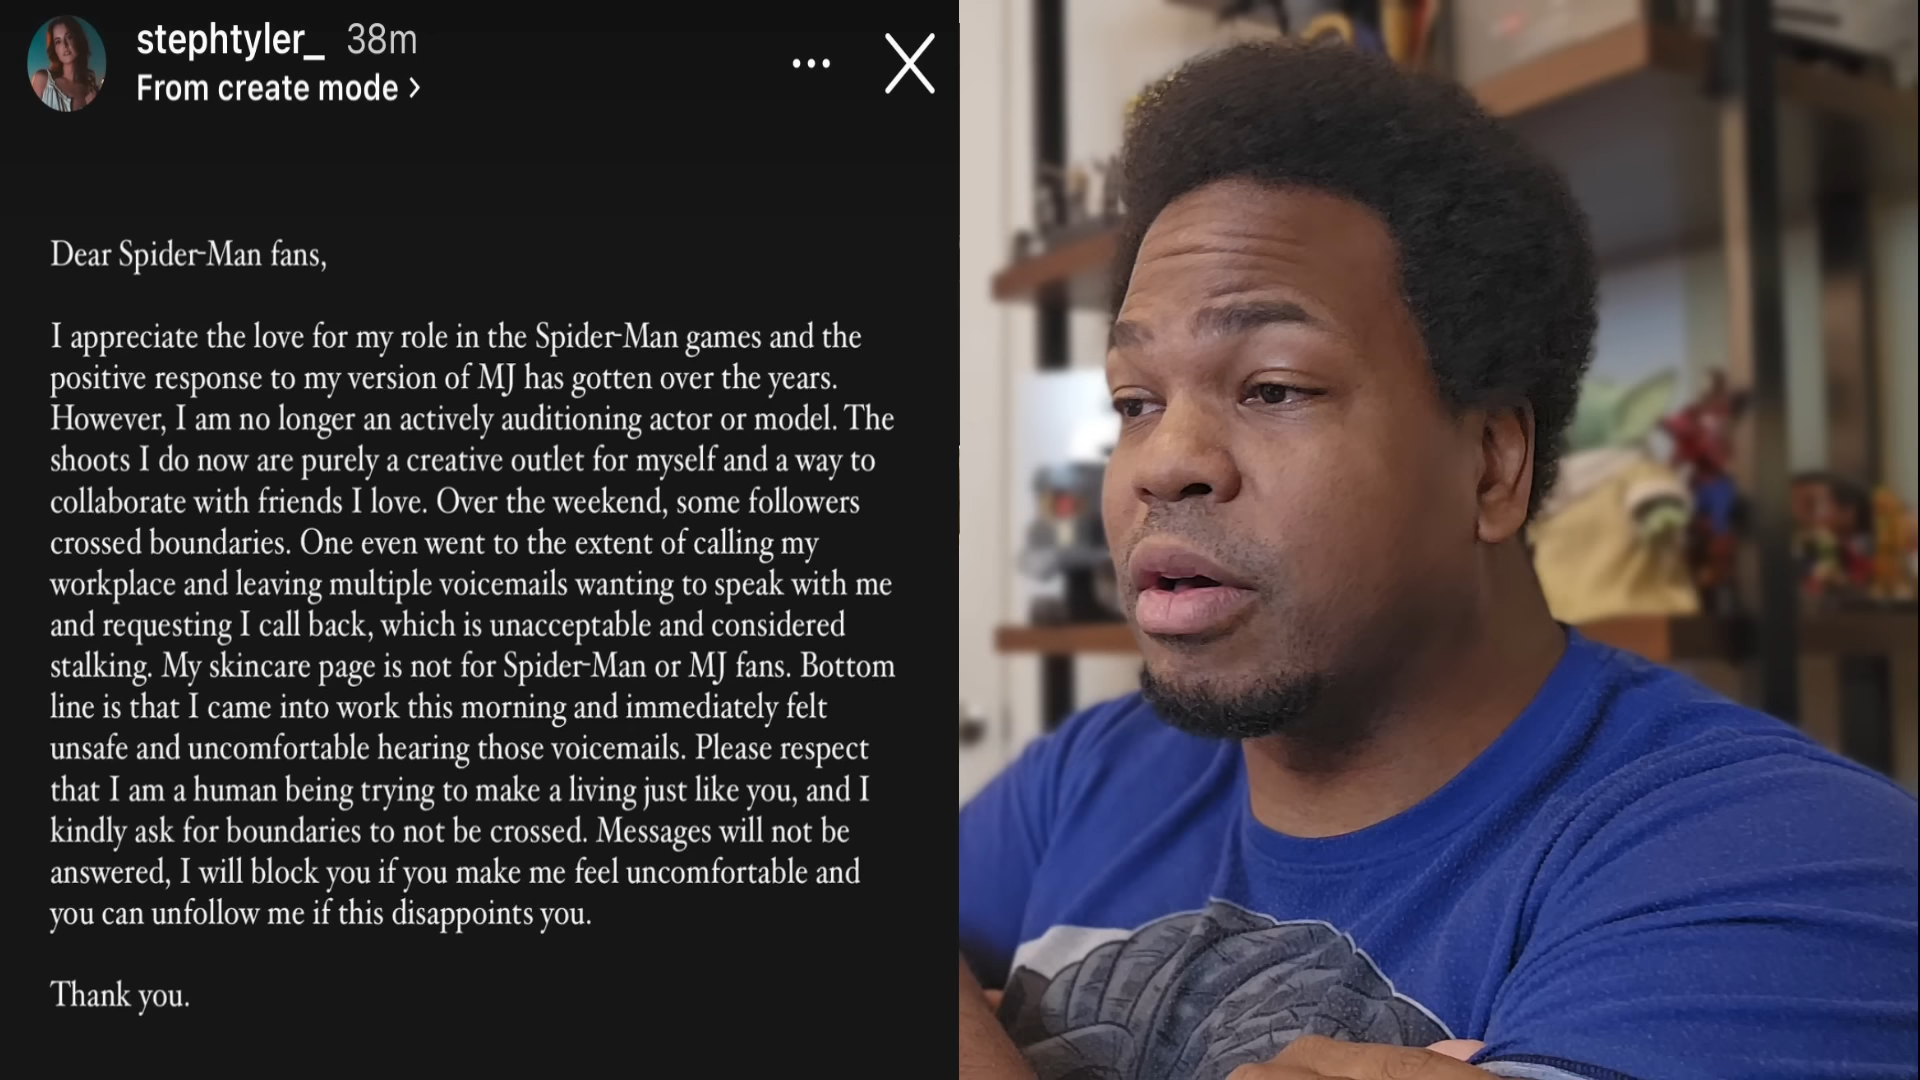 stephtyler_ 38m
From create mode >
Dear Spider-Man fans,
I appreciate the love for my role in the Spider-Man games and the
positive response to my version of MJ has gotten over the years.
However, I am no longer an actively auditioning actor or model. The
shoots I do now are purely a creative outlet for myself and a way to
collaborate with friends I love. Over the weekend, some followers
crossed boundaries. One even went to the extent of calling my
workplace and leaving multiple voicemails wanting to speak with me
and requesting I call back, which is unacceptable and considered
stalking. My skincare page is not for Spider-Man or MJ fans. Bottom
line is that I came into work this morning and immediately felt
unsafe and uncomfortable hearing those voicemails. Please respect
that I am a human being trying to make a living just like you, and I
kindly ask for boundaries to not be crossed. Messages will not be
answered, I will block you if you make me feel uncomfortable and
you can unfollow me if this disappoints you.
Thank you.